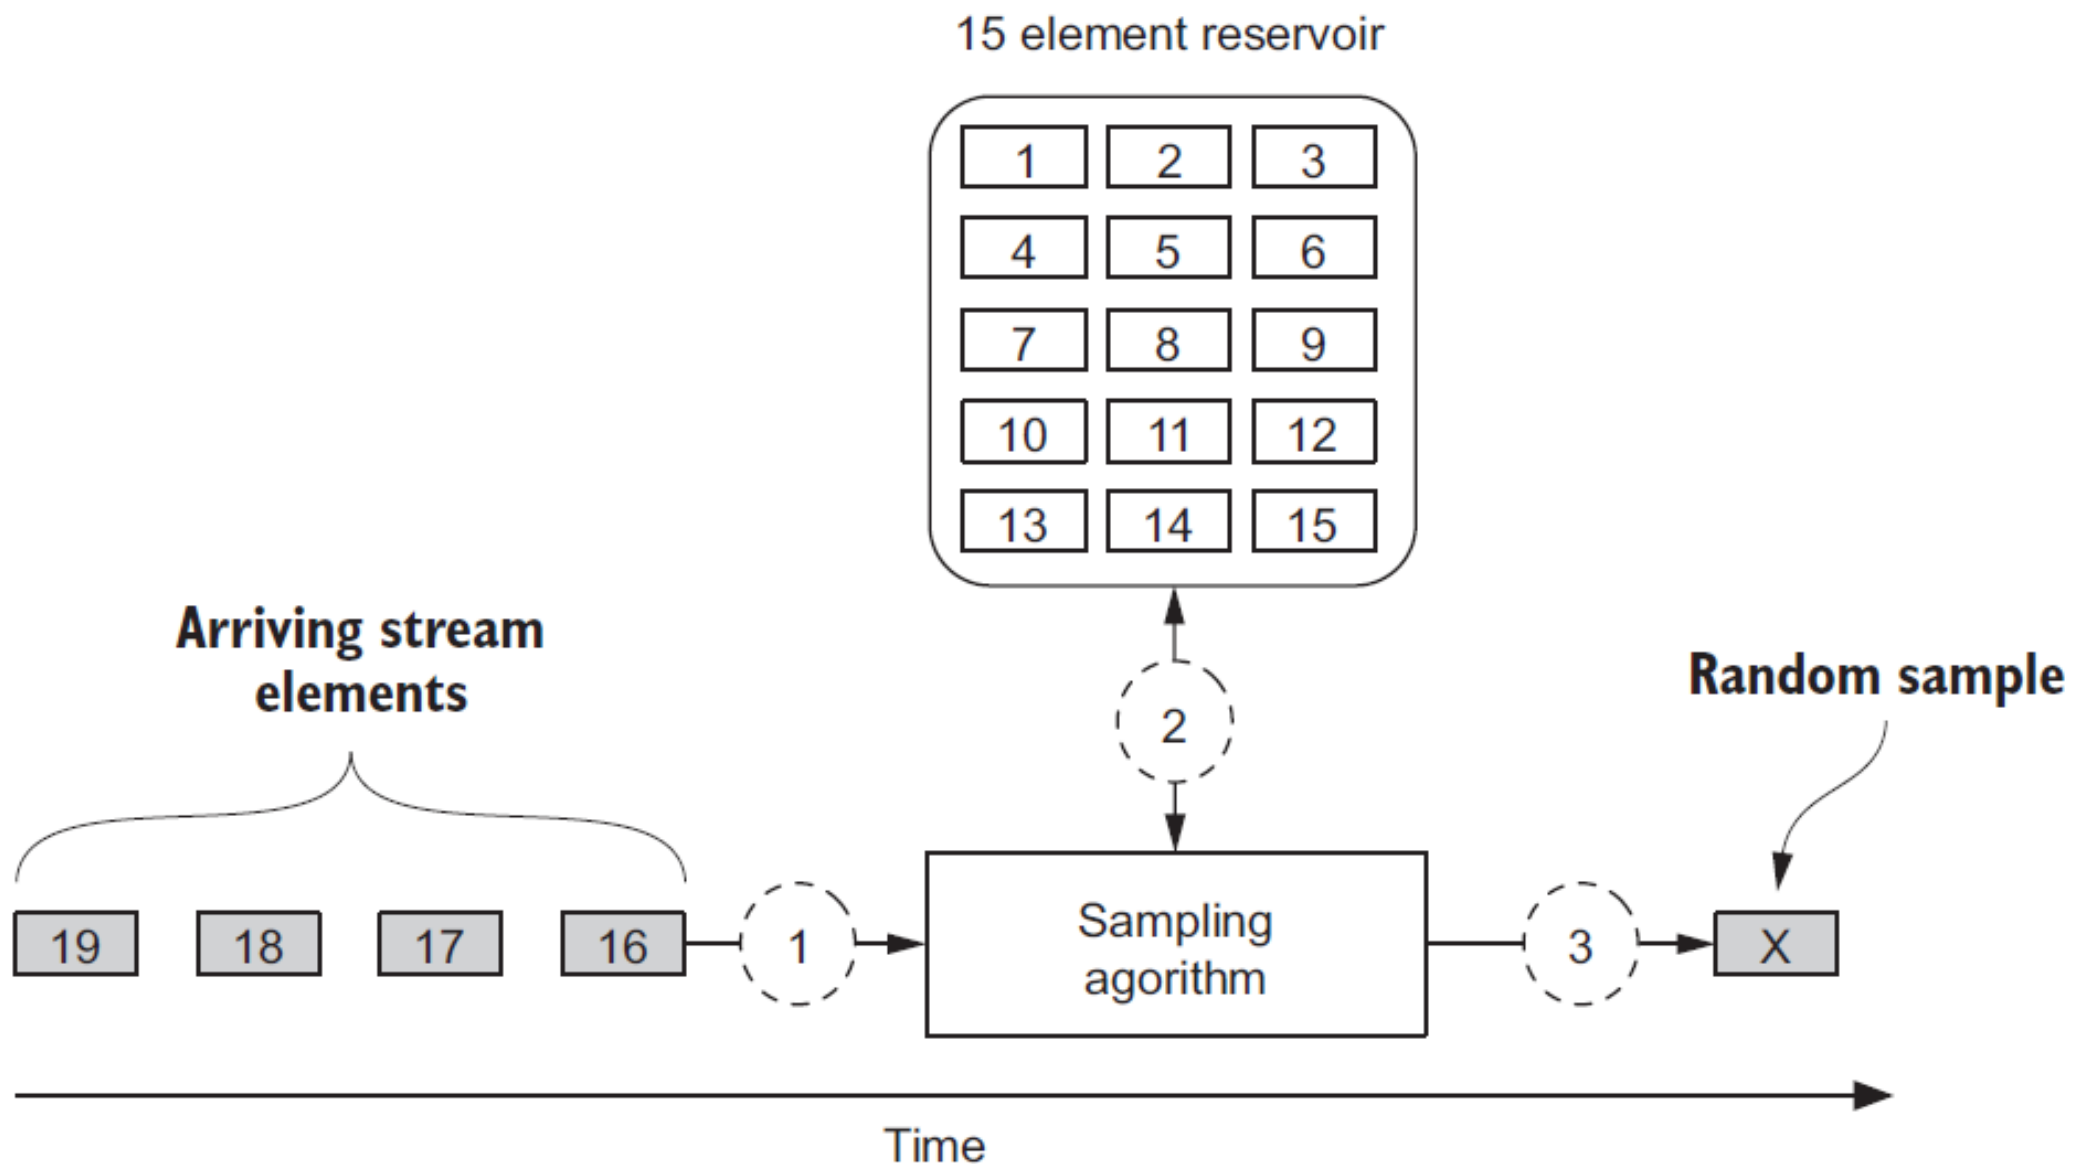 15 element reservoir
1 2 3
4 5 6
7 8 9
10 11 12
13 14 15
Arriving stream
elements
2
Random sample
19 18 17 16 1
Sampling
agorithm
3 X
Time